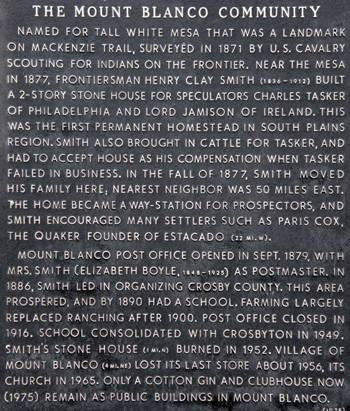 THE MOUNT BLANCO COMMUNITY
NAMED FOR TALL WHITE MESA THAT WAS A LANDMARK
ON MACKENZIE TRAIL, SURVEYED IN 1871 BY U.S. CAVALRY
SCOUTING FOR INDIANS ON THE FRONTIER. NEAR THE MESA
IN 1877, FRONTIERSMAN HENRY CLAY SMITH (1836-1912) BUILT
A 2-STORY STONE HOUSE FOR SPECULATORS CHARLES TASKER
OF PHILADELPHIA AND LORD JAMISON OF IRELAND. THIS
WAS THE FIRST PERMANENT HOMESTEAD IN SOUTH PLAINS
REGION. SMITH ALSO BROUGHT IN CATTLE FOR TASKER, AND
HAD TO ACCEPT HOUSE AS HIS COMPENSATION WHEN TASKER
FAILED IN BUSINESS. IN THE FALL OF 1877, SMITH MOVED
HIS FAMILY HERE; NEAREST NEIGHBOR WAS 50 MILES EAST.
THE HOME BECAME A WAY-STATION FOR PROSPECTORS, AND
SMITH ENCOURAGED MANY SETTLERS SUCH AS PARIS COX,
THE QUAKER FOUNDER OF ESTACADO (22 MI. W).
MOUNT BLANCO POST OFFICE OPENED IN SEPT. 1879, WITH
MRS. SMITH (ELIZABETH BOYLE, 1848-1925) AS POSTMASTER. IN
1886, SMITH LED IN ORGANIZING CROSBY COUNTY. THIS AREA
PROSPERED, AND BY 1890 HAD A SCHOOL. FARMING LARGELY
REPLACED RANCHING AFTER 1900. POST OFFICE CLOSED IN
1916. SCHOOL CONSOLIDATED WITH CROSBYTON IN 1949.
SMITH'S STONE HOUSE (1 MI. N) BURNED IN 1952. VILLAGE OF
MOUNT BLANCO (4 MI. NE) LOST ITS LAST STORE ABOUT 1956, ITS
CHURCH IN 1965. ONLY A COTTON GIN AND CLUBHOUSE NOW
(1975) REMAIN AS PUBLIC BUILDINGS IN MOUNT BLANCO.